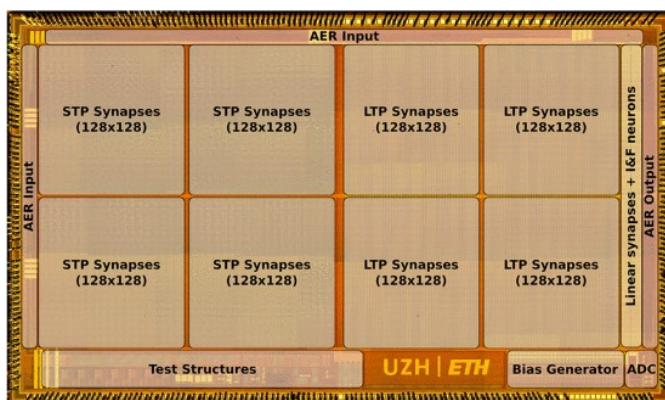 AER Input
STP Synapses
(128x128)
STP Synapses
(128x128)
LTP Synapses
(128x128)
LTP Synapses
(128x128)
AER Input
Linear synapses + I&F neurons
AER Output
STP Synapses
(128x128)
STP Synapses
(128x128)
LTP Synapses
(128x128)
LTP Synapses
(128x128)
Test Structures
UZH | ETH
Bias Generator
ADC